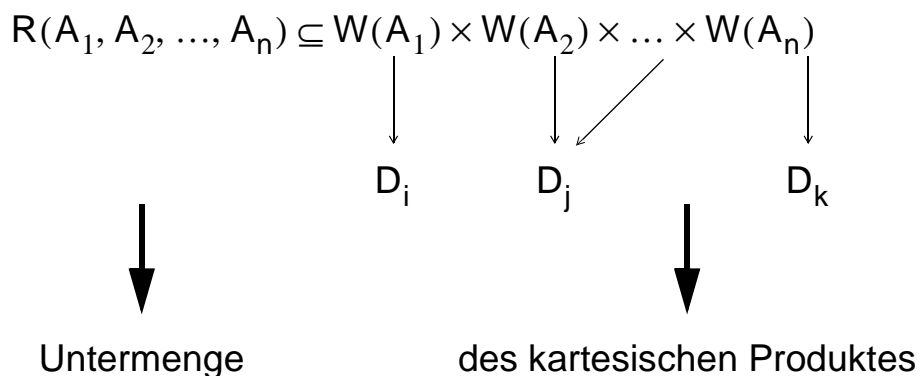 R(A₁, A₂, …, Aₙ) ⊆ W(A₁) × W(A₂) × … × W(Aₙ)
Dᵢ Dⱼ Dₖ
Untermenge des kartesischen Produktes